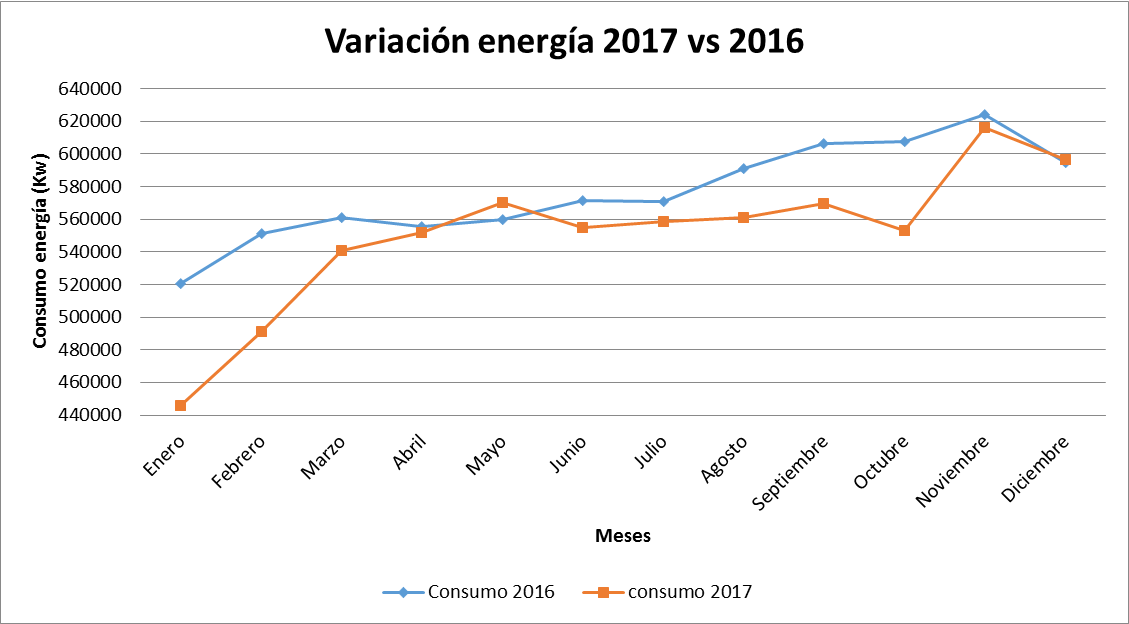 Variación energía 2017 vs 2016
640000
620000
600000
580000
560000
540000
520000
500000
480000
460000
440000
Consumo energía (Kw)
Enero
Febrero
Marzo
Abril
Mayo
Junio
Julio
Agosto
Septiembre
Octubre
Noviembre
Diciembre
Meses
Consumo 2016
consumo 2017